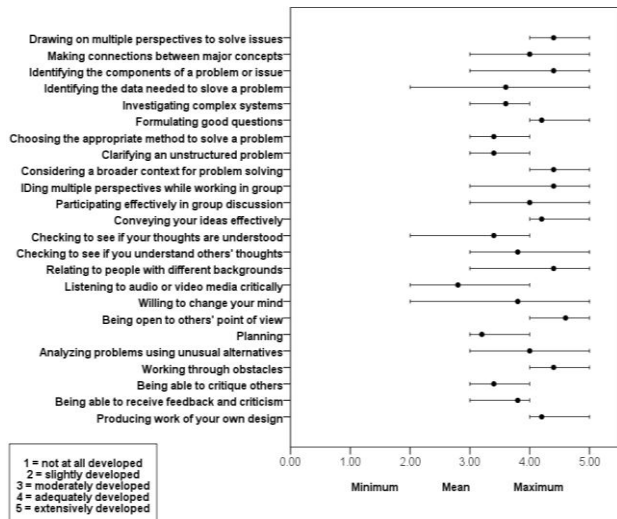 Drawing on multiple perspectives to solve issues
Making connections between major concepts
Identifying the components of a problem or issue
Identifying the data needed to slove a problem
Investigating complex systems
Formulating good questions
Choosing the appropriate method to solve a problem
Clarifying an unstructured problem
Considering a broader context for problem solving
IDing multiple perspectives while working in group
Participating effectively in group discussion
Conveying your ideas effectively
Checking to see if your thoughts are understood
Checking to see if you understand others' thoughts
Relating to people with different backgrounds
Listening to audio or video media critically
Willing to change your mind
Being open to others' point of view
Planning
Analyzing problems using unusual alternatives
Working through obstacles
Being able to critique others
Being able to receive feedback and criticism
Producing work of your own design
0.00 1.00 2.00 3.00 4.00 5.00
Minimum Mean Maximum
1 = not at all developed
2 = slightly developed
3 = moderately developed
4 = adequately developed
5 = extensively developed